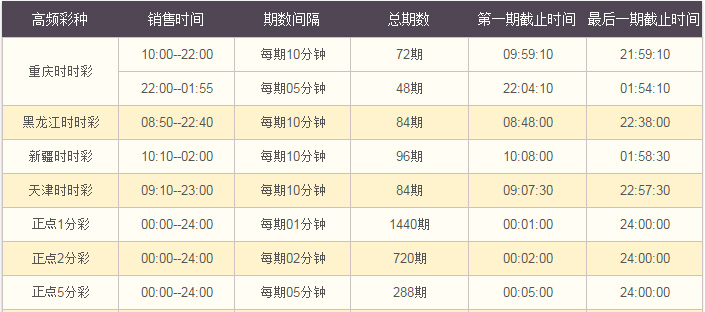 高频彩种 销售时间 期数间隔 总期数 第一期截止时间 最后一期截止时间
重庆时时彩 10:00--22:00 每期10分钟 72期 09:59:10 21:59:10
22:00--01:55 每期05分钟 48期 22:04:10 01:54:10
黑龙江时时彩 08:50--22:40 每期10分钟 84期 08:48:00 22:38:00
新疆时时彩 10:10--02:00 每期10分钟 96期 10:08:00 01:58:30
天津时时彩 09:10--23:00 每期10分钟 84期 09:07:30 22:57:30
正点1分彩 00:00--24:00 每期01分钟 1440期 00:01:00 24:00:00
正点2分彩 00:00--24:00 每期02分钟 720期 00:02:00 24:00:00
正点5分彩 00:00--24:00 每期05分钟 288期 00:05:00 24:00:00